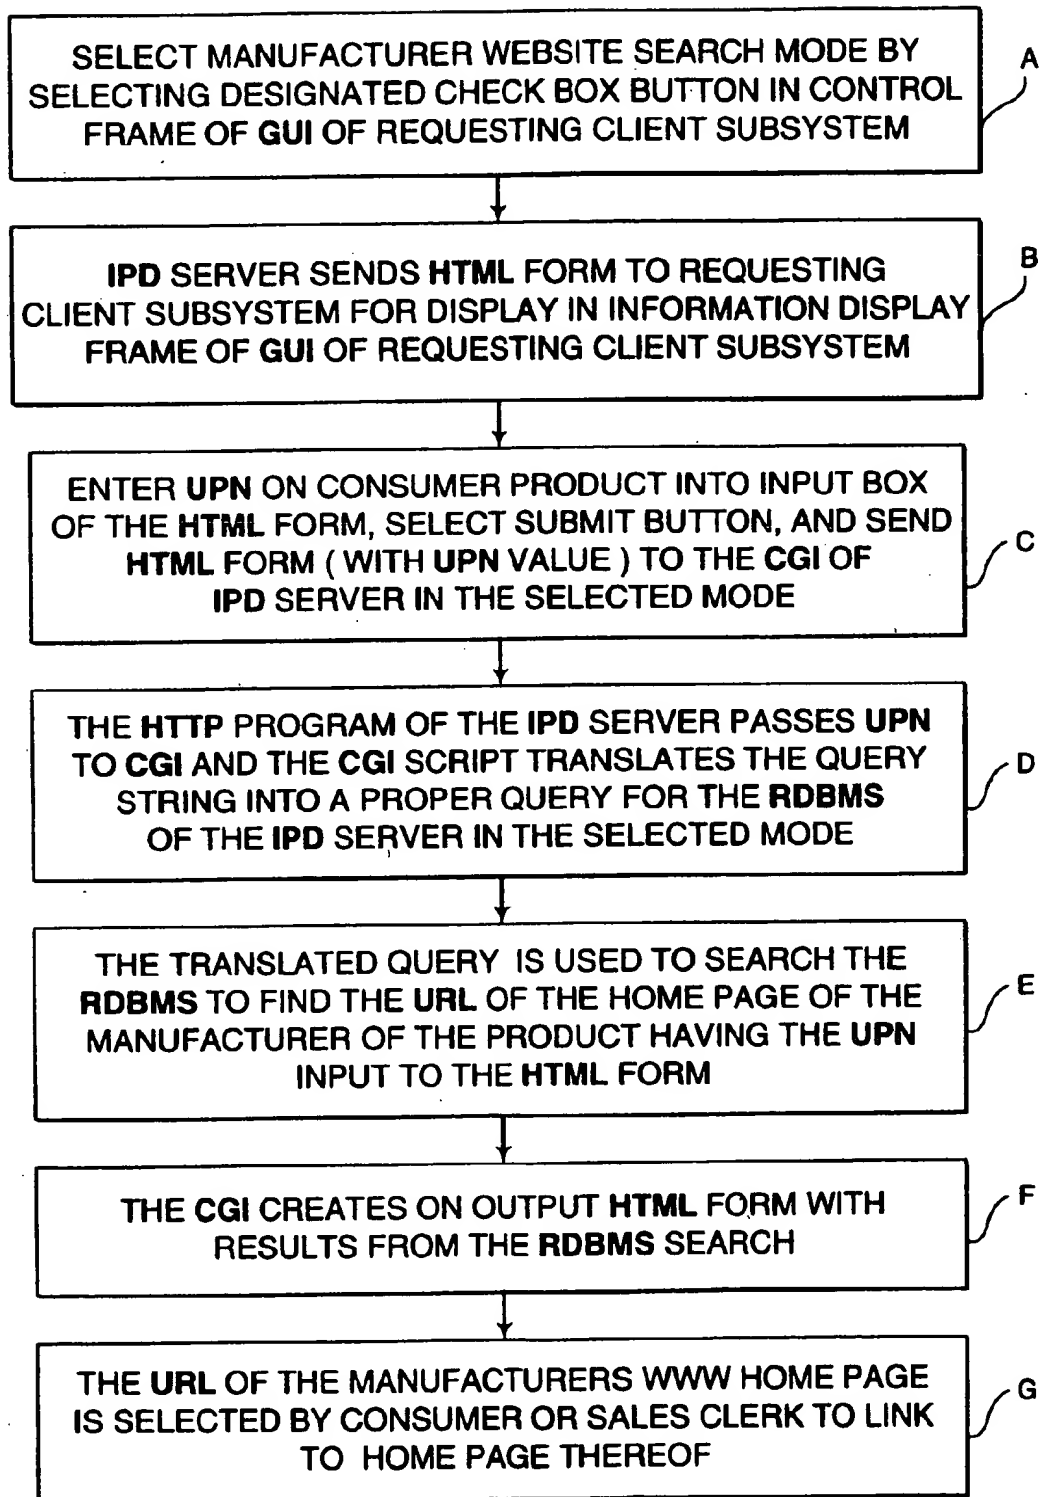 SELECT MANUFACTURER WEBSITE SEARCH MODE BY
SELECTING DESIGNATED CHECK BOX BUTTON IN CONTROL
FRAME OF GUI OF REQUESTING CLIENT SUBSYSTEM
A
IPD SERVER SENDS HTML FORM TO REQUESTING
CLIENT SUBSYSTEM FOR DISPLAY IN INFORMATION DISPLAY
FRAME OF GUI OF REQUESTING CLIENT SUBSYSTEM
B
ENTER UPN ON CONSUMER PRODUCT INTO INPUT BOX
OF THE HTML FORM, SELECT SUBMIT BUTTON, AND SEND
HTML FORM ( WITH UPN VALUE ) TO THE CGI OF
IPD SERVER IN THE SELECTED MODE
C
THE HTTP PROGRAM OF THE IPD SERVER PASSES UPN
TO CGI AND THE CGI SCRIPT TRANSLATES THE QUERY
STRING INTO A PROPER QUERY FOR THE RDBMS
OF THE IPD SERVER IN THE SELECTED MODE
D
THE TRANSLATED QUERY IS USED TO SEARCH THE
RDBMS TO FIND THE URL OF THE HOME PAGE OF THE
MANUFACTURER OF THE PRODUCT HAVING THE UPN
INPUT TO THE HTML FORM
E
THE CGI CREATES ON OUTPUT HTML FORM WITH
RESULTS FROM THE RDBMS SEARCH
F
THE URL OF THE MANUFACTURERS WWW HOME PAGE
IS SELECTED BY CONSUMER OR SALES CLERK TO LINK
TO HOME PAGE THEREOF
G